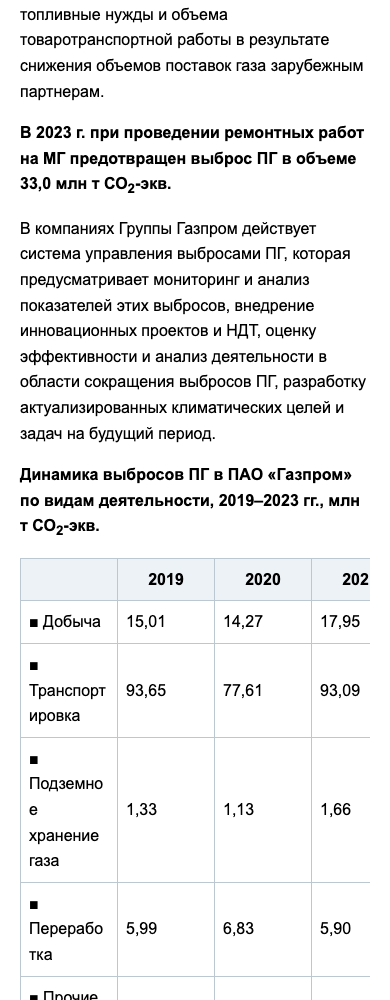 топливные нужды и объема
товаротранспортной работы в результате
снижения объемов поставок газа зарубежным
партнерам.
В 2023 г. при проведении ремонтных работ
на МГ предотвращен выброс ПГ в объеме
33,0 млн т CO₂-экв.
В компаниях Группы Газпром действует
система управления выбросами ПГ, которая
предусматривает мониторинг и анализ
показателей этих выбросов, внедрение
инновационных проектов и НДТ, оценку
эффективности и анализ деятельности в
области сокращения выбросов ПГ, разработку
актуализированных климатических целей и
задач на будущий период.
Динамика выбросов ПГ в ПАО «Газпром»
по видам деятельности, 2019–2023 гг., млн
т CO₂-экв.
2019 2020 202
■ Добыча 15,01 14,27 17,95
■
Транспорт 93,65 77,61 93,09
ировка
■
Подземно
е 1,33 1,13 1,66
хранение
газа
■
Перерабо 5,99 6,83 5,90
тка
■ Прочие